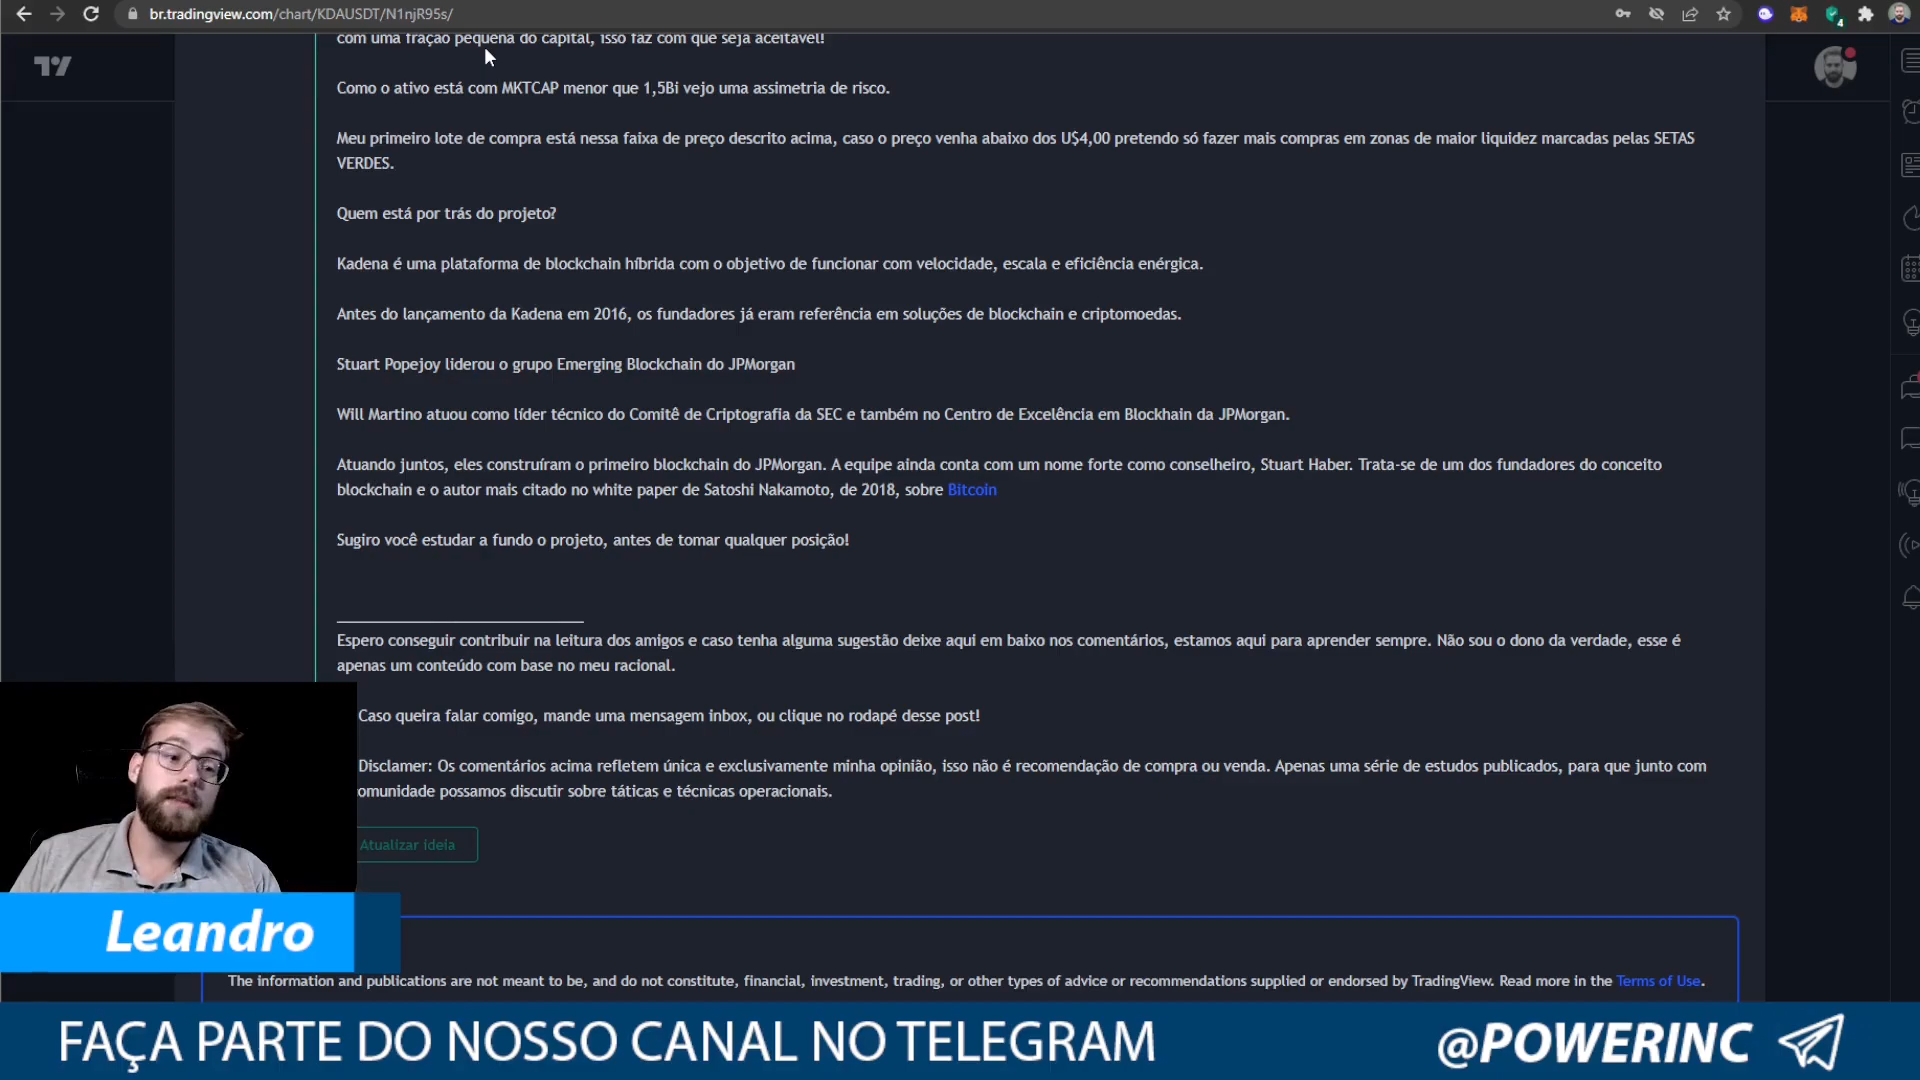 br.tradingview.com/chart/KDAUSDT/N1njR95s/
4
com uma fração pequena do capital, isso faz com que seja aceitável!
Como o ativo está com MKTCAP menor que 1,5Bi vejo uma assimetria de risco.
Meu primeiro lote de compra está nessa faixa de preço descrito acima, caso o preço venha abaixo dos U$4,00 pretendo só fazer mais compras em zonas de maior liquidez marcadas pelas SETAS
VERDES.
Quem está por trás do projeto?
Kadena é uma plataforma de blockchain híbrida com o objetivo de funcionar com velocidade, escala e eficiência enérgica.
Antes do lançamento da Kadena em 2016, os fundadores já eram referência em soluções de blockchain e criptomoedas.
Stuart Popejoy liderou o grupo Emerging Blockchain do JPMorgan
Will Martino atuou como líder técnico do Comitê de Criptografia da SEC e também no Centro de Excelência em Blockhain da JPMorgan.
Atuando juntos, eles construíram o primeiro blockchain do JPMorgan. A equipe ainda conta com um nome forte como conselheiro, Stuart Haber. Trata-se de um dos fundadores do conceito
blockchain e o autor mais citado no white paper de Satoshi Nakamoto, de 2018, sobre Bitcoin
Sugiro você estudar a fundo o projeto, antes de tomar qualquer posição!
Espero conseguir contribuir na leitura dos amigos e caso tenha alguma sugestão deixe aqui em baixo nos comentários, estamos aqui para aprender sempre. Não sou o dono da verdade, esse é
apenas um conteúdo com base no meu racional.
Caso queira falar comigo, mande uma mensagem inbox, ou clique no rodapé desse post!
Disclamer: Os comentários acima refletem única e exclusivamente minha opinião, isso não é recomendação de compra ou venda. Apenas uma série de estudos publicados, para que junto com
omunidade possamos discutir sobre táticas e técnicas operacionais.
Atualizar ideia
Leandro
The information and publications are not meant to be, and do not constitute, financial, investment, trading, or other types of advice or recommendations supplied or endorsed by TradingView. Read more in the Terms of Use.
FAÇA PARTE DO NOSSO CANAL NO TELEGRAM
@POWERINC